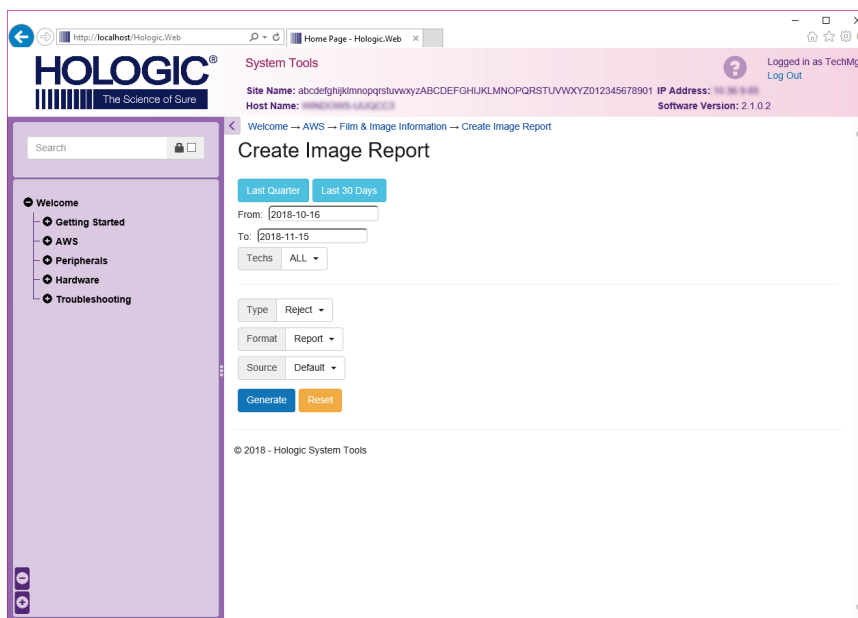 http://localhost/Hologic.Web
Home Page - Hologic.Web
HOLOGIC®
The Science of Sure
System Tools
Logged in as TechMg
Log Out
Site Name: abcdefghijklmnopqrstuvwxyzABCDEFGHIJKLMNOPQRSTUVWXYZ012345678901 IP Address:
Host Name:
Software Version: 2.1.0.2
Search
Welcome → AWS → Film & Image Information → Create Image Report
Welcome
Getting Started
AWS
Peripherals
Hardware
Troubleshooting
Create Image Report
Last Quarter Last 30 Days
From: 2018-10-16
To: 2018-11-15
Techs ALL
Type Reject
Format Report
Source Default
Generate Reset
© 2018 - Hologic System Tools